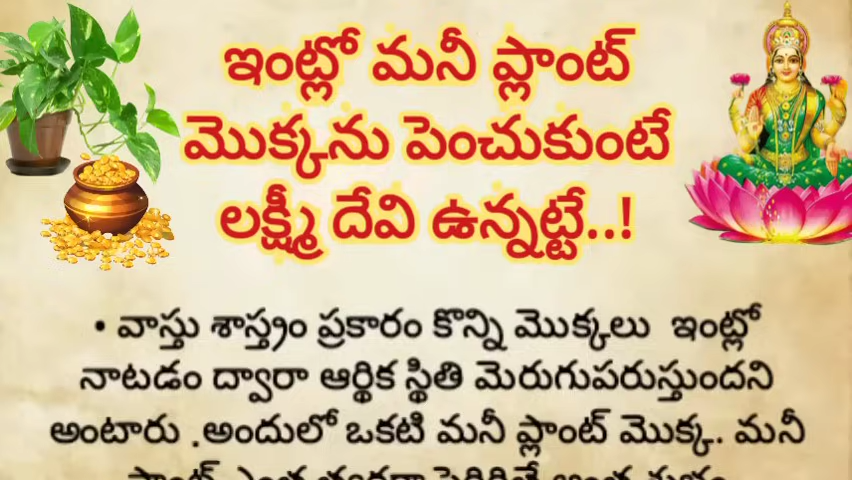 ఇంట్లో మనీ ప్లాంట్
మొక్కను పెంచుకుంటే
లక్ష్మీ దేవి ఉన్నట్టే..!
• వాస్తు శాస్త్రం ప్రకారం కొన్ని మొక్కలు ఇంట్లో
నాటడం ద్వారా ఆర్థిక స్థితి మెరుగుపరుస్తుందని
అంటారు .అందులో ఒకటి మనీ ప్లాంట్ మొక్క. మనీ